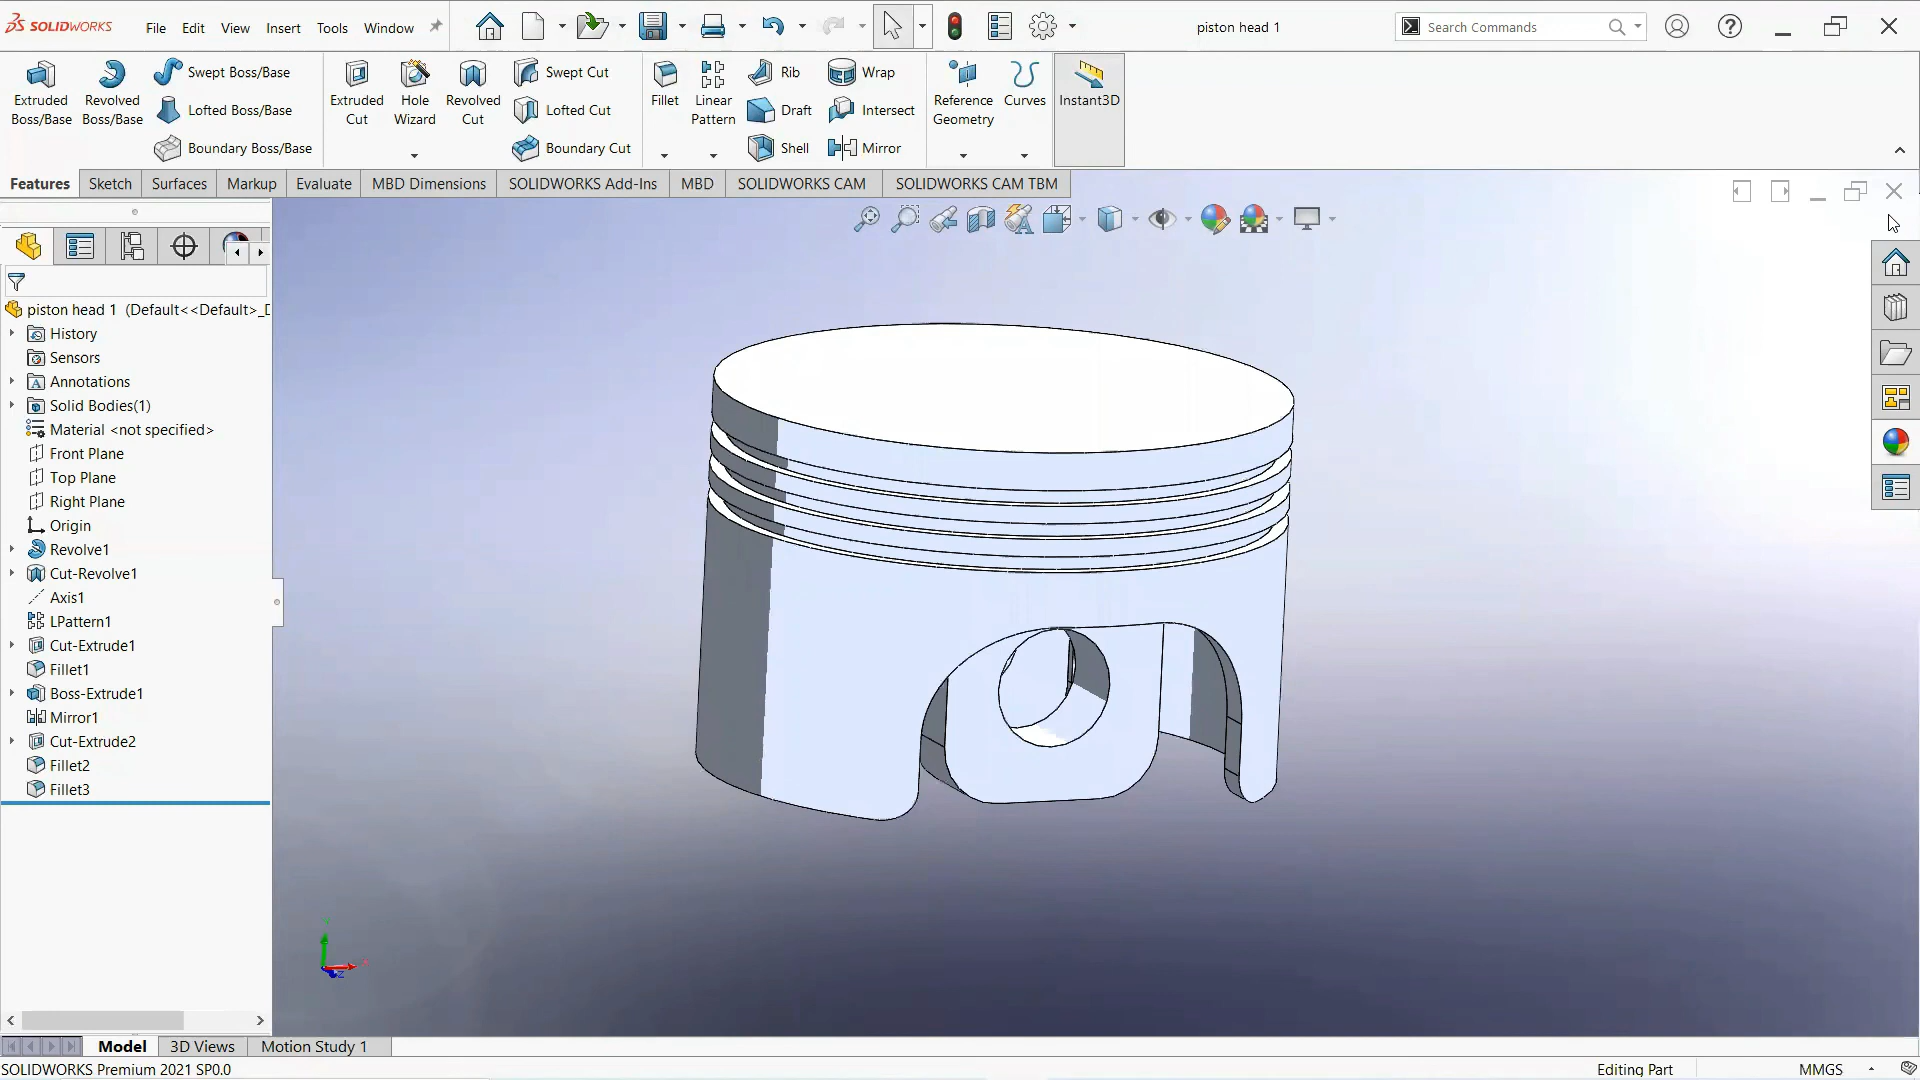 SOLIDWORKS File Edit View Insert Tools Window piston head 1 Search Commands
Extruded Boss/Base
Revolved Boss/Base
Swept Boss/Base
Lofted Boss/Base
Boundary Boss/Base
Extruded Cut
Hole Wizard
Revolved Cut
Swept Cut
Lofted Cut
Boundary Cut
Fillet
Linear Pattern
Rib
Draft
Shell
Wrap
Intersect
Mirror
Reference Geometry
Curves
Instant3D
Features Sketch Surfaces Markup Evaluate MBD Dimensions SOLIDWORKS Add-Ins MBD SOLIDWORKS CAM SOLIDWORKS CAM TBM
piston head 1 (Default<<Default>_D
History
Sensors
Annotations
Solid Bodies(1)
Material <not specified>
Front Plane
Top Plane
Right Plane
Origin
Revolve1
Cut-Revolve1
Axis1
LPattern1
Cut-Extrude1
Fillet1
Boss-Extrude1
Mirror1
Cut-Extrude2
Fillet2
Fillet3
Model 3D Views Motion Study 1
SOLIDWORKS Premium 2021 SP0.0 Editing Part MMGS